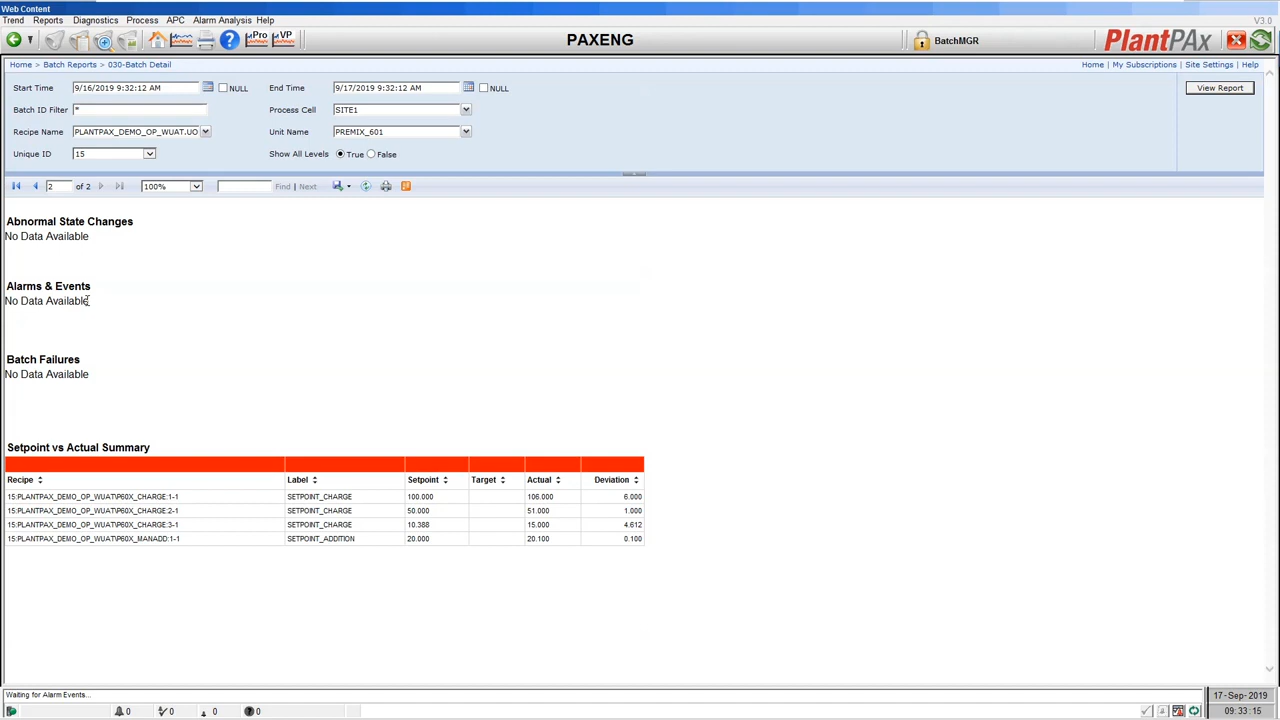 Web Content
Trend Reports Diagnostics Process APC Alarm Analysis Help
V3.0
Pro VP
PAXENG
BatchMGR
PlantPAx
Home > Batch Reports > 030-Batch Detail
Home | My Subscriptions | Site Settings | Help
Start Time 9/16/2019 9:32:12 AM NULL End Time 9/17/2019 9:32:12 AM NULL
View Report
Batch ID Filter * Process Cell SITE1
Recipe Name PLANTPAX_DEMO_OP_WUAT.UO Unit Name PREMIX_601
Unique ID 15 Show All Levels True False
2 of 2 100% Find | Next
Abnormal State Changes
No Data Available
Alarms & Events
No Data Available
Batch Failures
No Data Available
Setpoint vs Actual Summary
Recipe Label Setpoint Target Actual Deviation
15:PLANTPAX_DEMO_OP_WUAT\P60X_CHARGE:1-1 SETPOINT_CHARGE 100.000 106.000 6.000
15:PLANTPAX_DEMO_OP_WUAT\P60X_CHARGE:2-1 SETPOINT_CHARGE 50.000 51.000 1.000
15:PLANTPAX_DEMO_OP_WUAT\P60X_CHARGE:3-1 SETPOINT_CHARGE 10.388 15.000 4.612
15:PLANTPAX_DEMO_OP_WUAT\P60X_MANADD:1-1 SETPOINT_ADDITION 20.000 20.100 0.100
Waiting for Alarm Events...
17-Sep-2019
0 0 0 0
09:33:15